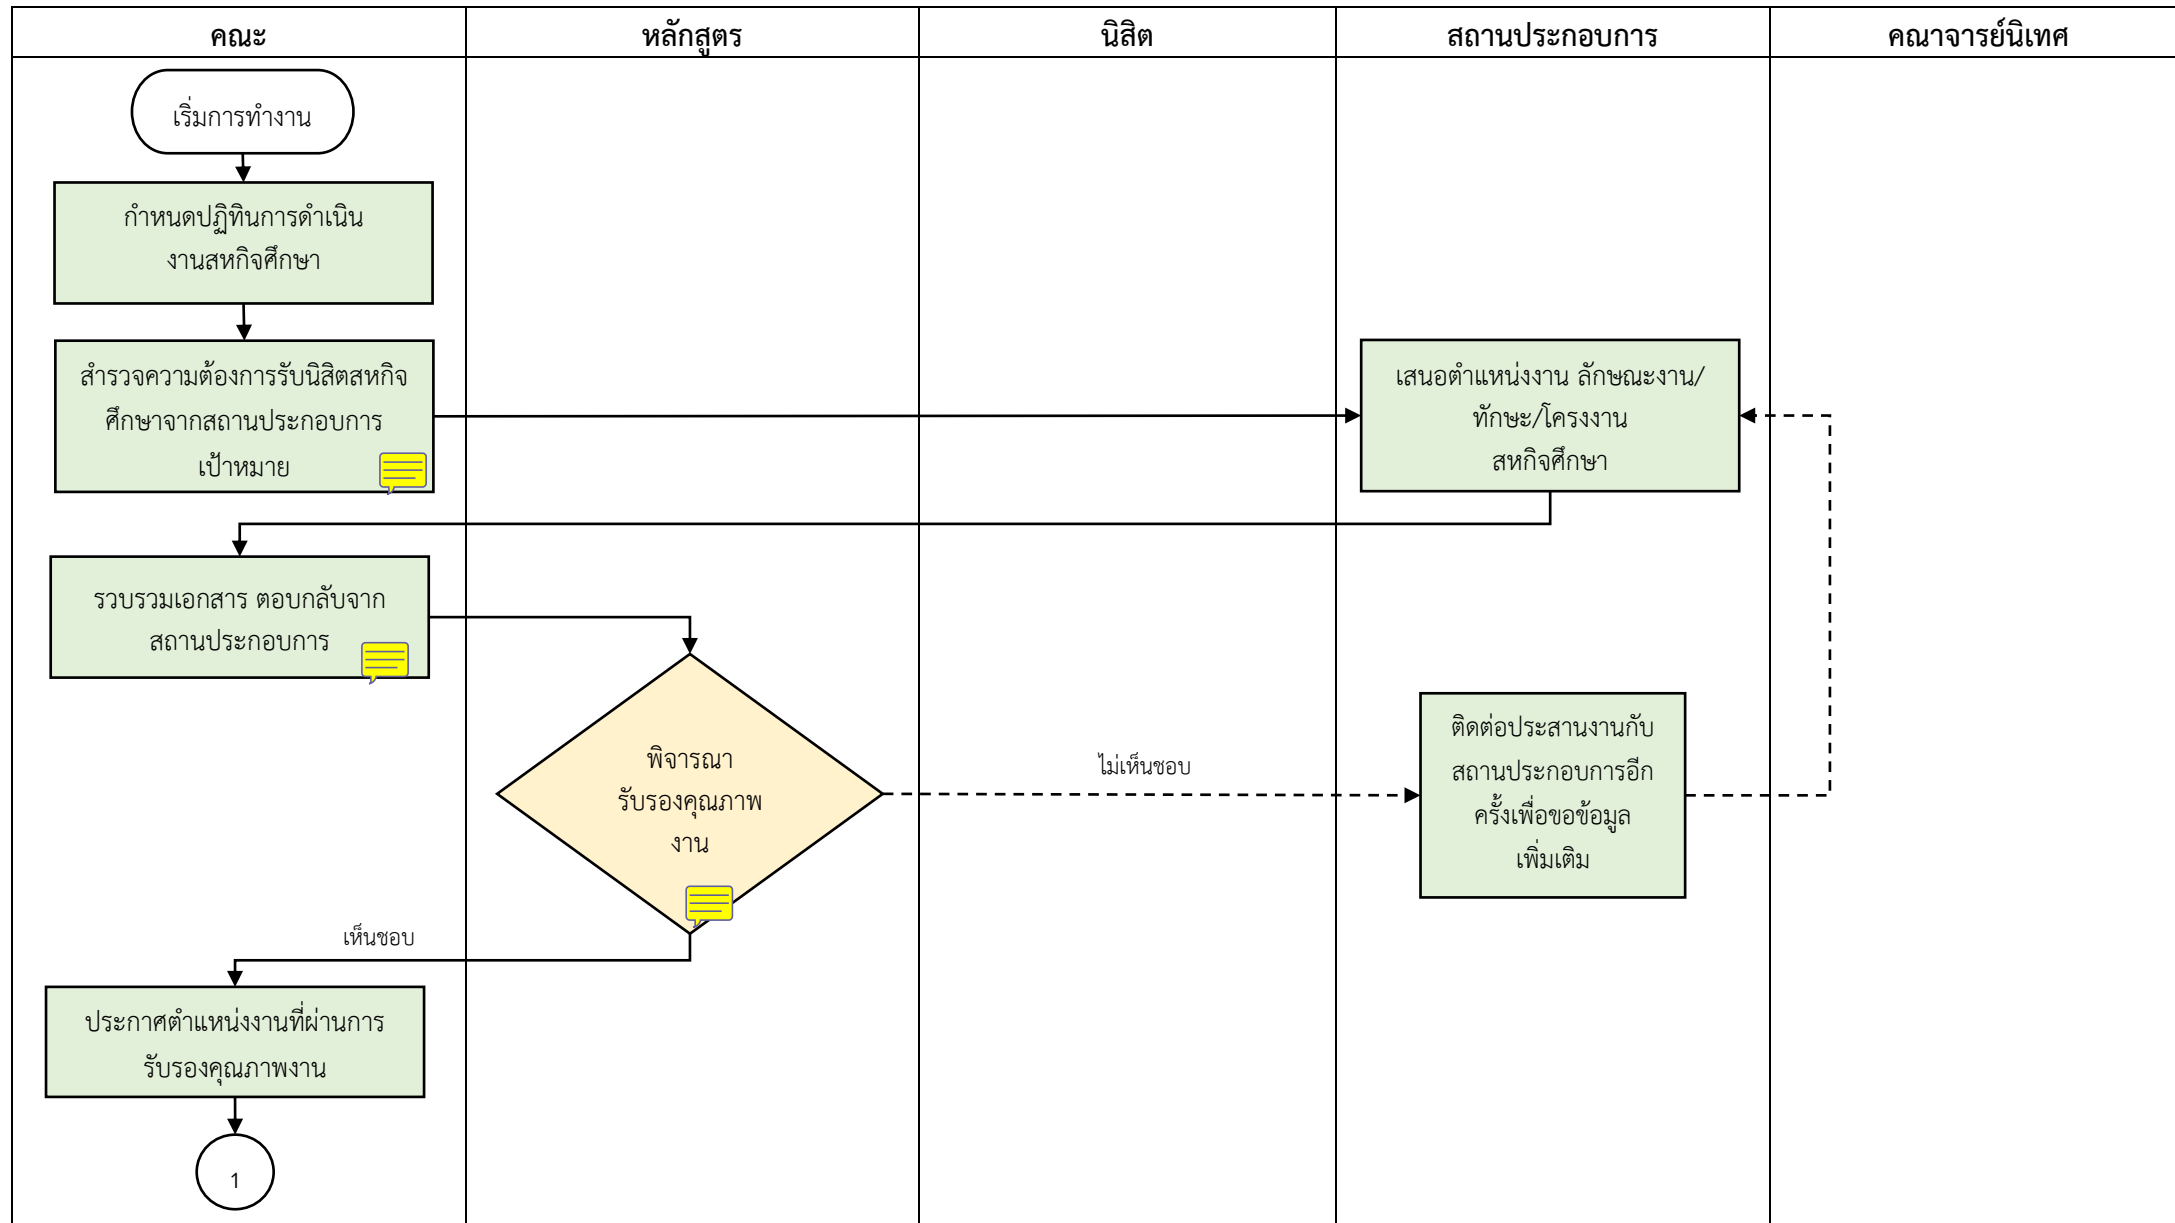 คณะ
หลักสูตร
นิสิต
สถานประกอบการ
คณาจารย์นิเทศ
เริ่มการทำงาน
กำหนดปฏิทินการดำเนิน
งานสหกิจศึกษา
สำรวจความต้องการรับนิสิตสหกิจ
ศึกษาจากสถานประกอบการ
เป้าหมาย
เสนอตำแหน่งงาน ลักษณะงาน/
ทักษะ/โครงงาน
สหกิจศึกษา
รวบรวมเอกสาร ตอบกลับจาก
สถานประกอบการ
พิจารณา
รับรองคุณภาพ
งาน
ไม่เห็นชอบ
ติดต่อประสานงานกับ
สถานประกอบการอีก
ครั้งเพื่อขอข้อมูล
เพิ่มเติม
เห็นชอบ
ประกาศตำแหน่งงานที่ผ่านการ
รับรองคุณภาพงาน
1